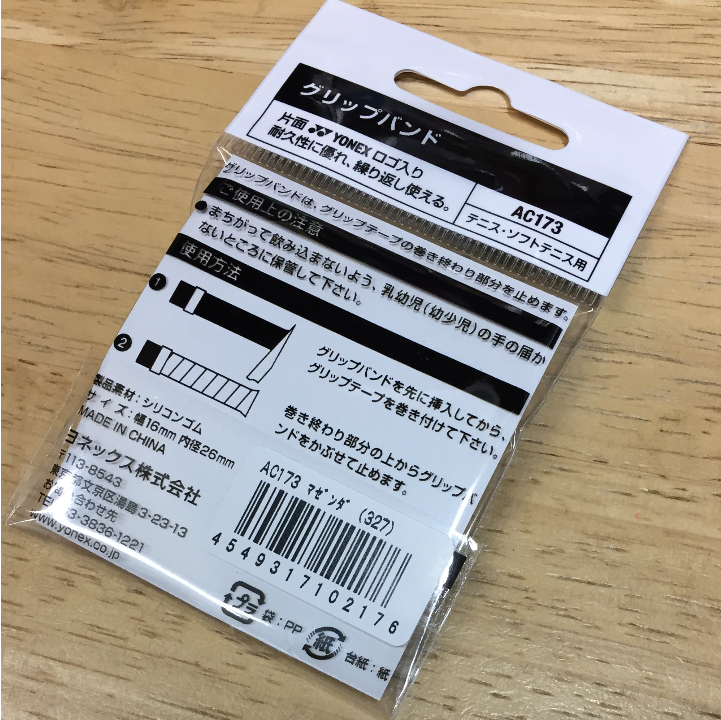 グリップバンド
片面 YONEX ロゴ入り
耐久性に優れ、繰り返し使える。
AC173
テニス・ソフトテニス用
グリップバンドは、グリップテープの巻き終わり部分を止めます。
ご使用上の注意
●まちがって飲み込まないよう、乳幼児(幼少児)の手の届か
ないところに保管して下さい。
使用方法
1
グリップバンドを先に挿入してから、
グリップテープを巻き付けて下さい。
2
巻き終わり部分の上からグリップバ
ンドをかぶせて止めます。
製品素材:シリコンゴム
サイズ:幅16mm 内径26mm
MADE IN CHINA
ヨネックス株式会社
〒113-8543
東京都文京区湯島3-23-13
お問い合わせ先
TEL 03-3836-1221
www.yonex.co.jp
AC173 マゼンダ (327)
4549317102176
プラ 袋:PP
紙 台紙:紙